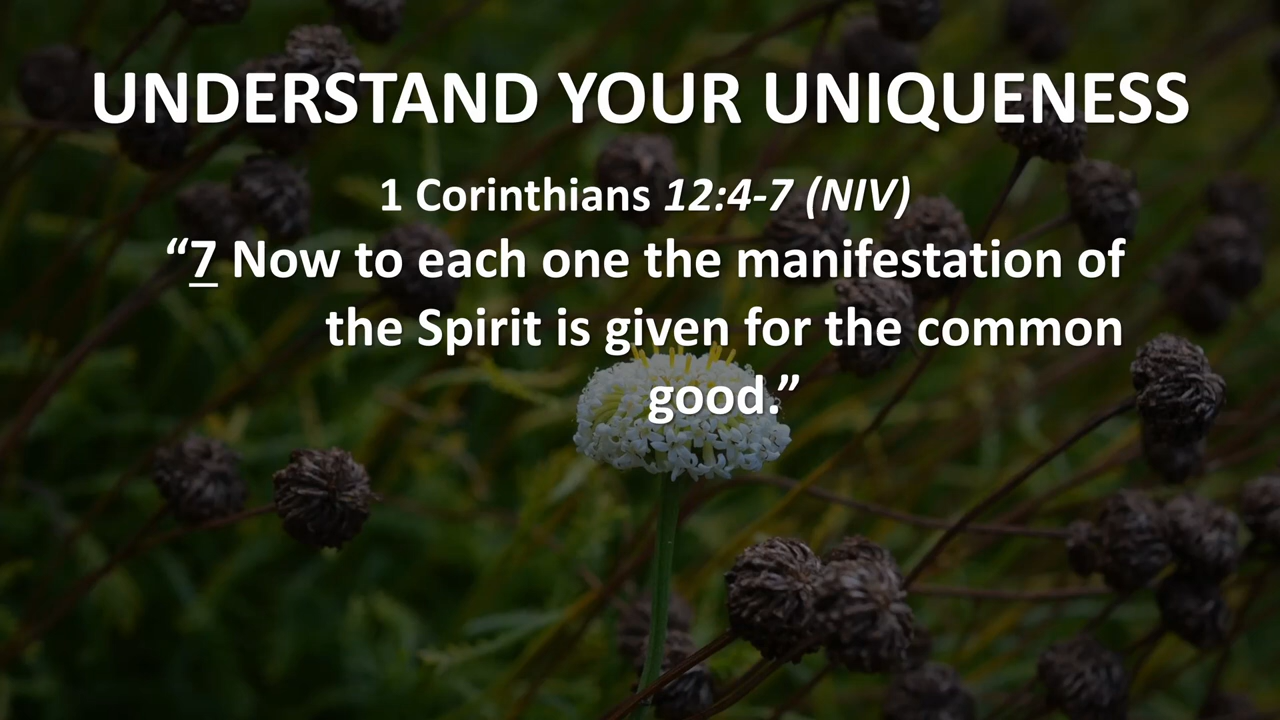 UNDERSTAND YOUR UNIQUENESS
1 Corinthians 12:4-7 (NIV)
“7 Now to each one the manifestation of
the Spirit is given for the common
good.”